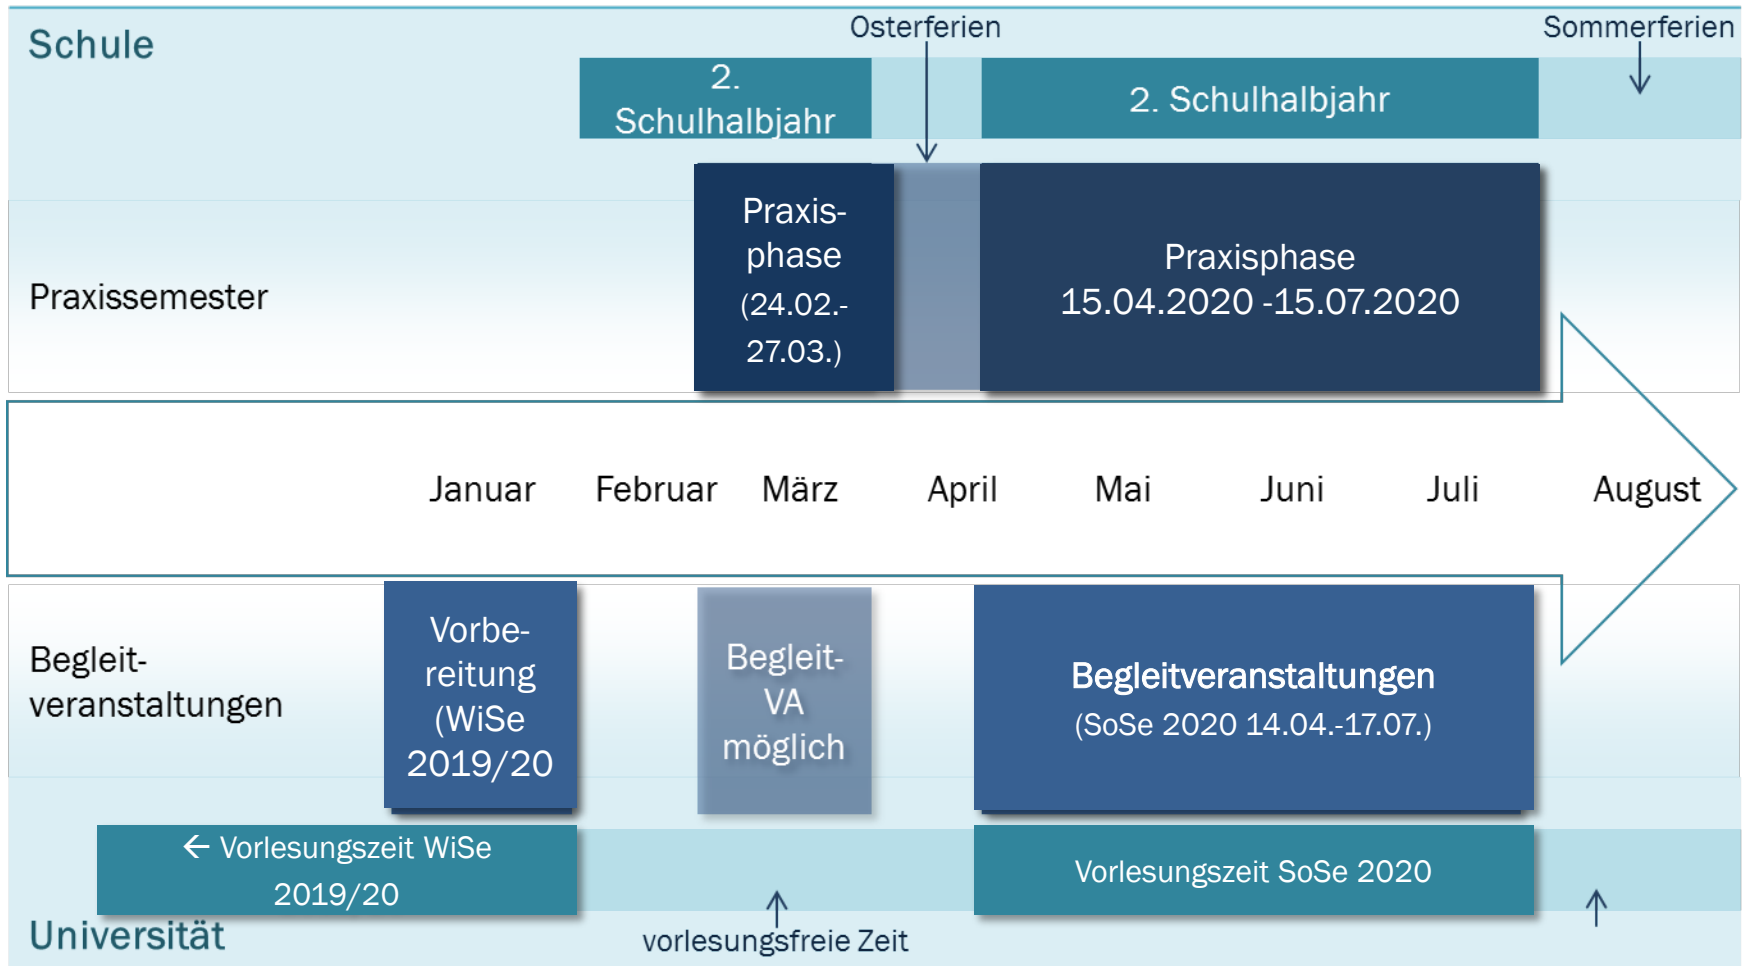 Schule
Osterferien
Sommerferien
2.
Schulhalbjahr
2. Schulhalbjahr
Praxissemester
Praxis-
phase
(24.02.-
27.03.)
Praxisphase
15.04.2020 -15.07.2020
Januar Februar März April Mai Juni Juli August
Begleit-
veranstaltungen
Vorbe-
reitung
(WiSe
2019/20
Begleit-
VA
möglich
Begleitveranstaltungen
(SoSe 2020 14.04.-17.07.)
← Vorlesungszeit WiSe
2019/20
Vorlesungszeit SoSe 2020
Universität
vorlesungsfreie Zeit